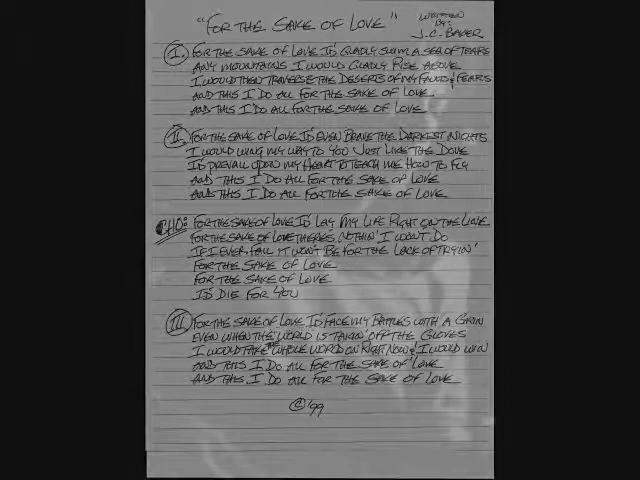 "FOR THE SAKE OF LOVE"
WRITTEN
BY:
J.C. BAKER
I. FOR THE SAKE OF LOVE I'D GLADLY SWIM A SEA OF TEARS
ANY MOUNTAINS I WOULD GLADLY RISE ABOVE
I WOULD THEN TRAVERSE THE DESERTS OF MY FAULTS & FEARS
AND THIS I DO ALL FOR THE SAKE OF LOVE.
AND THIS I DO ALL FOR THE SAKE OF LOVE
II. FOR THE SAKE OF LOVE I'D EVEN BRAVE THE DARKEST NIGHTS
I WOULD WING MY WAY TO YOU JUST LIKE THE DOVE
I'D PREVAIL UPON MY HEART TO TEACH ME HOW TO FLY
AND THIS I DO ALL FOR THE SAKE OF LOVE
AND THIS I DO ALL FOR THE SAKE OF LOVE
CHO: FOR THE SAKE OF LOVE I'D LAY MY LIFE RIGHT ON THE LINE
FOR THE SAKE OF LOVE THERE'S NOTHIN' I WON'T DO
IF I EVER FAIL IT WON'T BE FOR THE LACK OF TRYIN'
FOR THE SAKE OF LOVE
FOR THE SAKE OF LOVE
I'D DIE FOR YOU
III. FOR THE SAKE OF LOVE I'D FACE MY BATTLES WITH A GRIN
EVEN WHEN THE WORLD IS TAKIN' OFF THE GLOVES
I WOULD TAKE THE WHOLE WORLD ON RIGHT NOW & I WOULD WIN
AND THIS I DO ALL FOR THE SAKE OF LOVE
AND THIS I DO ALL FOR THE SAKE OF LOVE
© '99